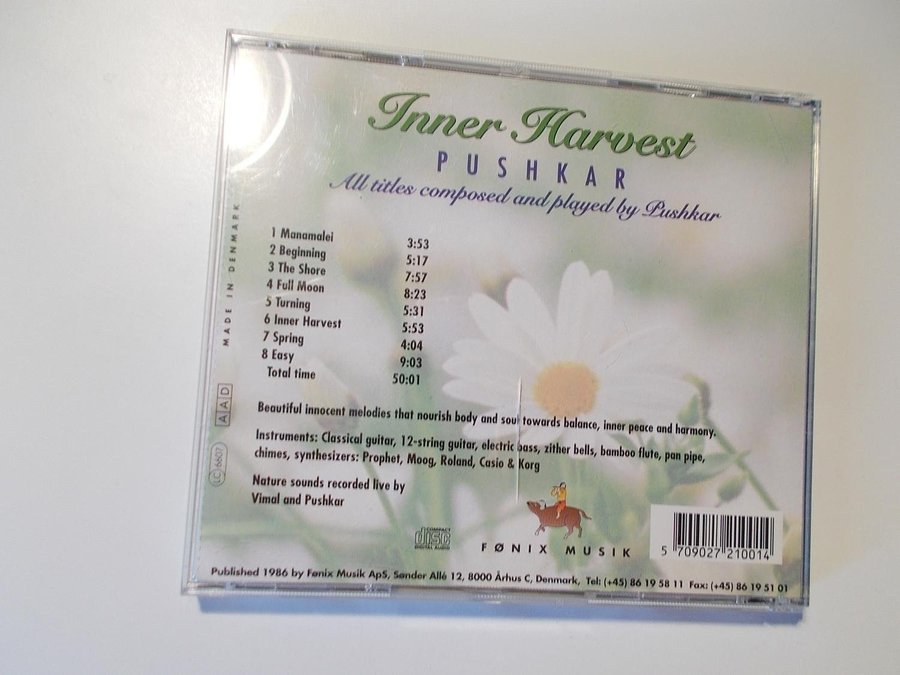 Inner Harvest
PUSHKAR
All titles composed and played by Pushkar
1 Manamalei 3:53
2 Beginning 5:17
3 The Shore 7:57
4 Full Moon 8:23
5 Turning 5:31
6 Inner Harvest 5:53
7 Spring 4:04
8 Easy 9:03
Total time 50:01
Beautiful innocent melodies that nourish body and soul towards balance, inner peace and harmony.
Instruments: Classical guitar, 12-string guitar, electric bass, zither bells, bamboo flute, pan pipe,
chimes, synthesizers: Prophet, Moog, Roland, Casio & Korg
Nature sounds recorded live by
Vimal and Pushkar
COMPACT
disc
DIGITAL AUDIO
FØNIX MUSIK
5 709027 210014
Published 1986 by Fønix Musik ApS, Sønder Allé 12, 8000 Århus C, Denmark, Tel: (+45) 86 19 58 11 Fax: (+45) 86 19 51 01
MADE IN DENMARK
AAD
LC 6607